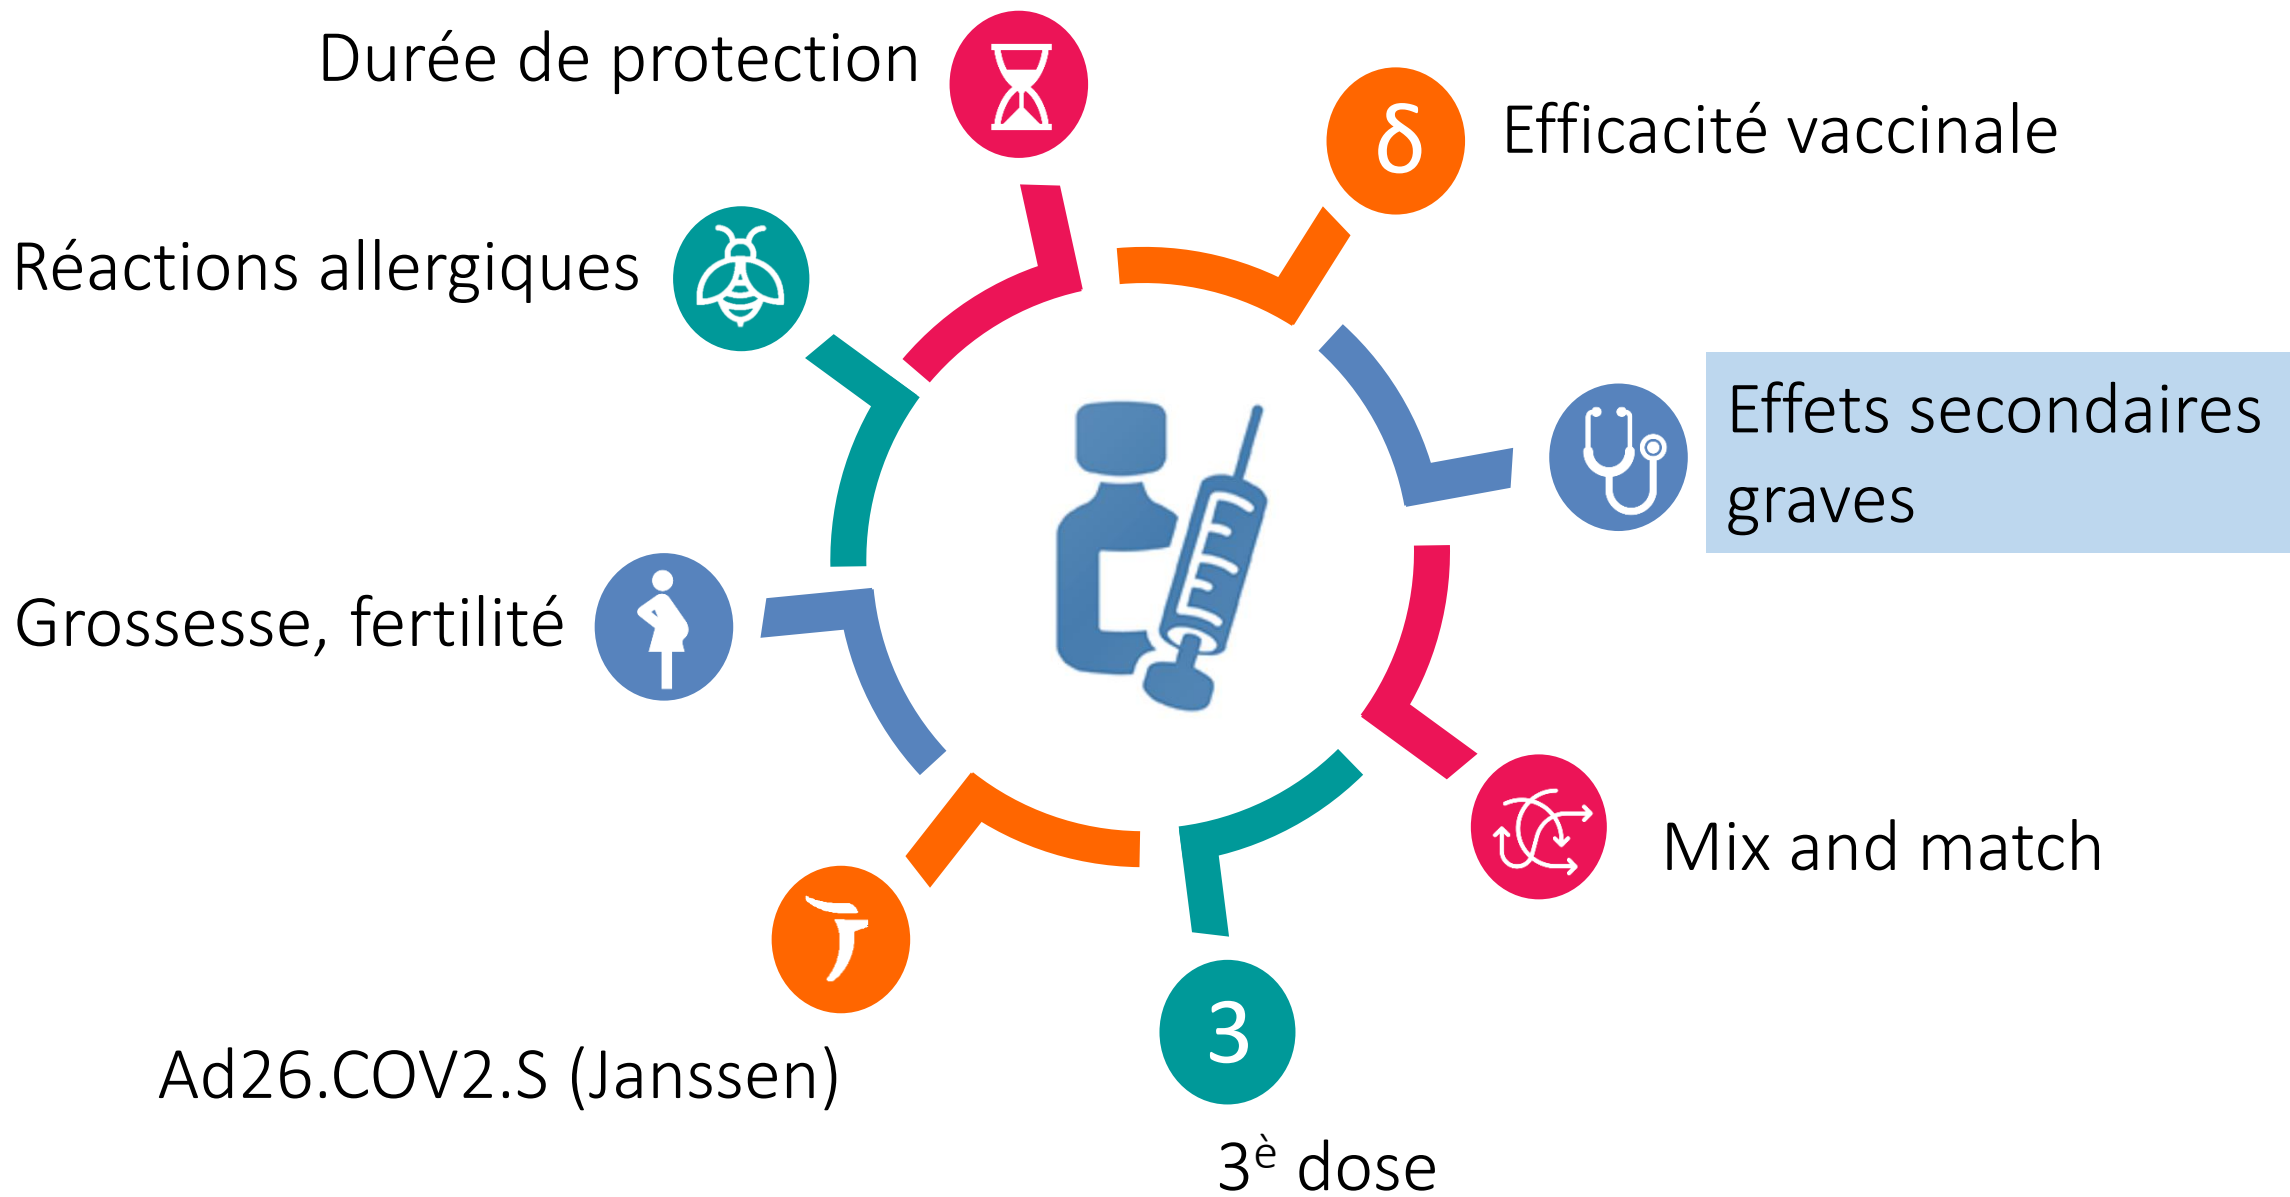 Durée de protection
δ
Efficacité vaccinale
Réactions allergiques
Effets secondaires
graves
Grossesse, fertilité
Mix and match
3
Ad26.COV2.S (Janssen)
3è dose